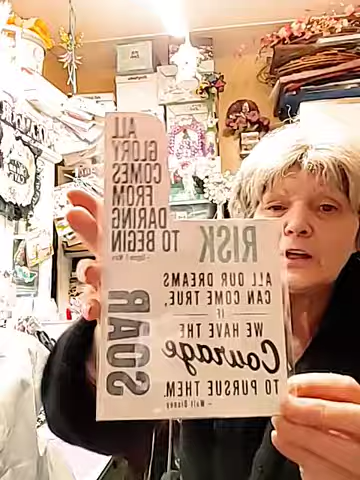 ALL
GLORY
COMES
FROM
DARING
TO BEGIN
SOAR
RISK
ALL OUR DREAMS
CAN COME TRUE,
IF
WE HAVE THE
Courage
TO PURSUE THEM.
- Walt Disney